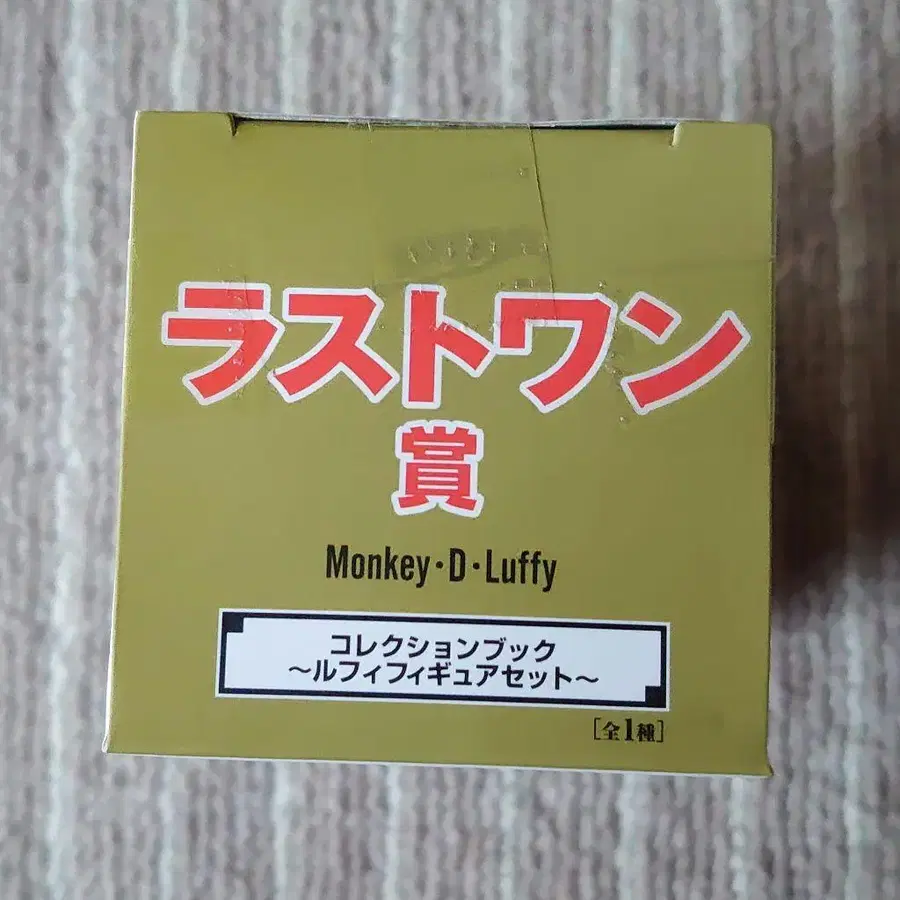 ラストワン
賞
Monkey・D・Luffy
コレクションブック
～ルフィフィギュアセット～
[全1種]